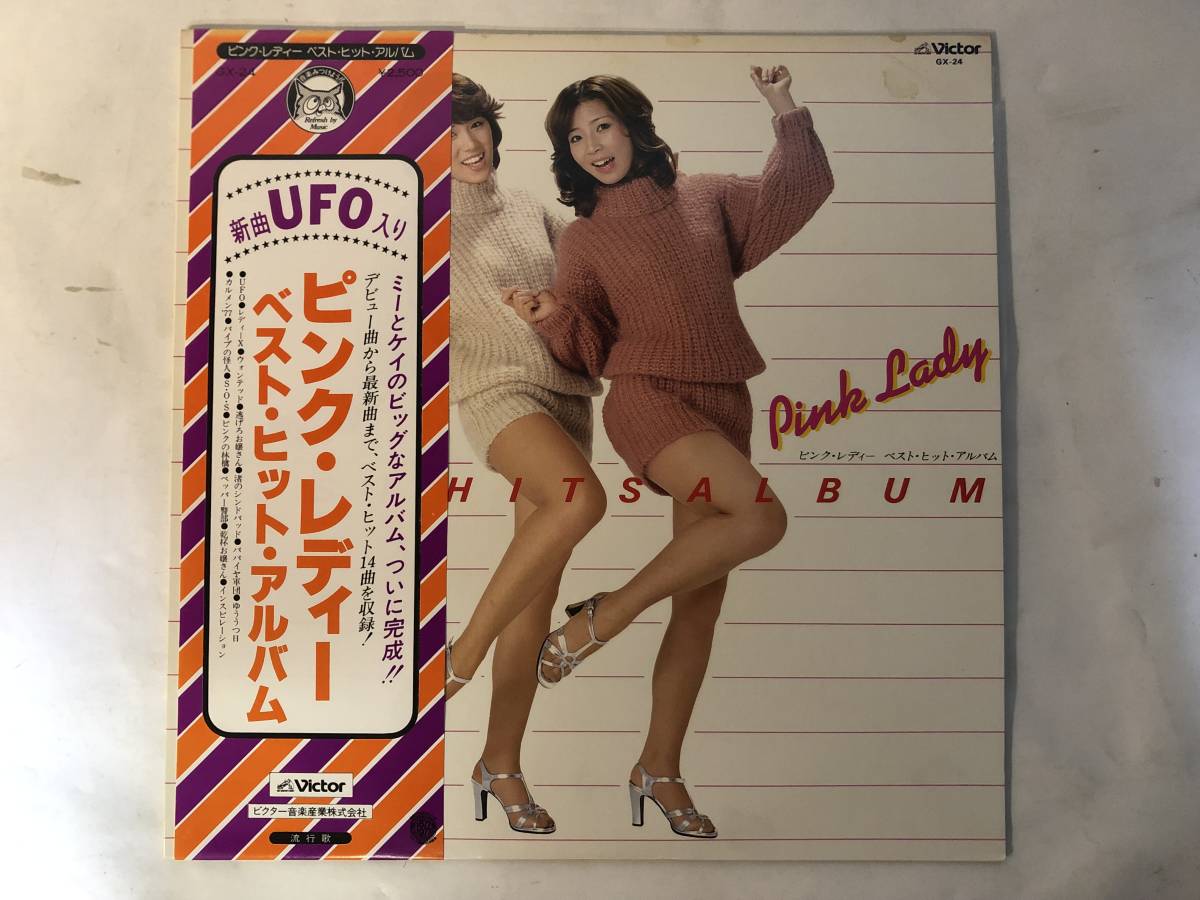 ピンク・レディー ベスト・ヒット・アルバム
GX-24
¥2,500
音楽みつけよう
Refresh by
Music
新曲UFO入り
ミーとケイのビッグなアルバム、ついに完成!!
デビュー曲から最新曲まで、ベスト・ヒット14曲を収録!
ピンク・レディー
ベスト・ヒット・アルバム
●UFO●レディーX●ウォンテッド●逃げろお嬢さん●渚のシンドバッド●パパイヤ軍団●ゆううつ日
●カルメン'77●パイプの怪人●S・O・S●ピンクの林檎●ペッパー警部●乾杯お嬢さん●インスピレーション
Victor
ビクター音楽産業株式会社
流行歌
Victor
GX-24
Pink Lady
ピンク・レディー ベスト・ヒット・アルバム
HITS ALBUM